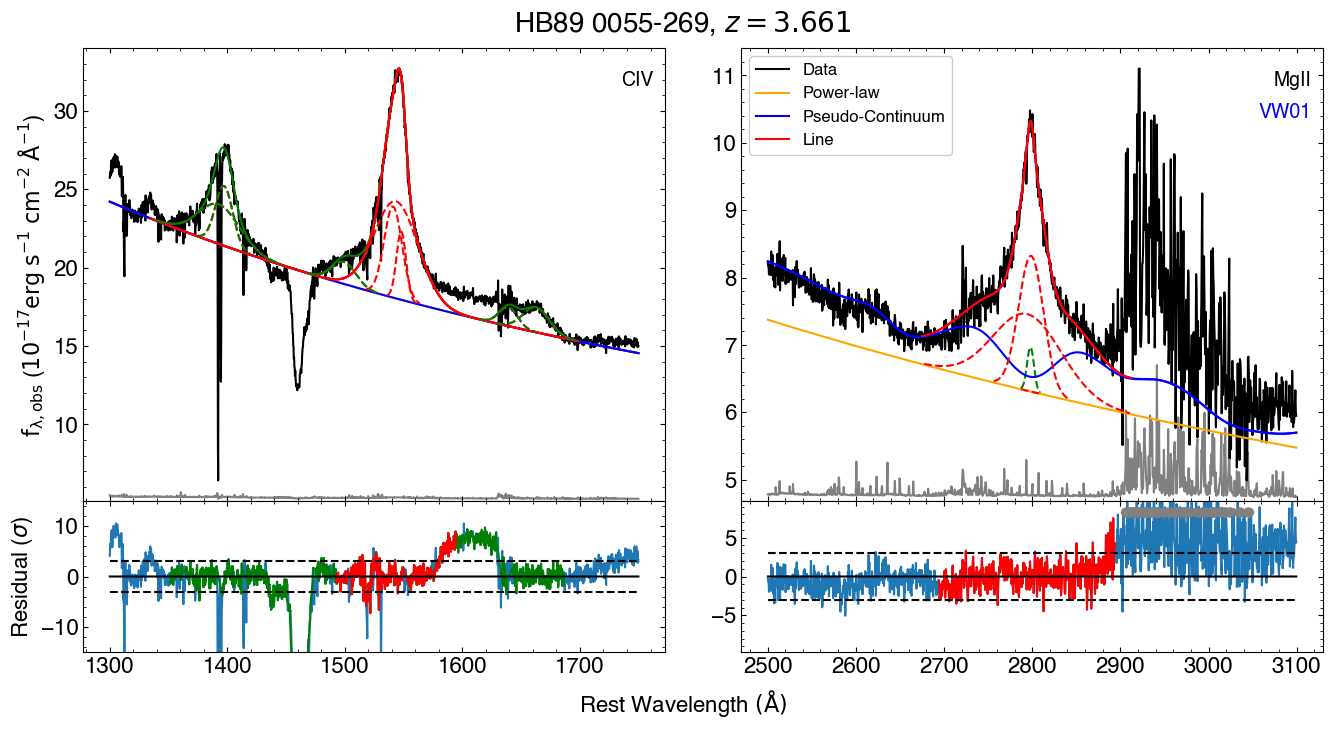 HB89 0055-269, z = 3.661
CIV
f_λ,obs (10^−17 erg s^−1 cm^−2 Å^−1)
30
25
20
15
10
Data
Power-law
Pseudo-Continuum
Line
MgII
VW01
11
10
9
8
7
6
5
Residual (σ)
10
0
−10
1300 1400 1500 1600 1700
5
0
−5
2500 2600 2700 2800 2900 3000 3100
Rest Wavelength (Å)